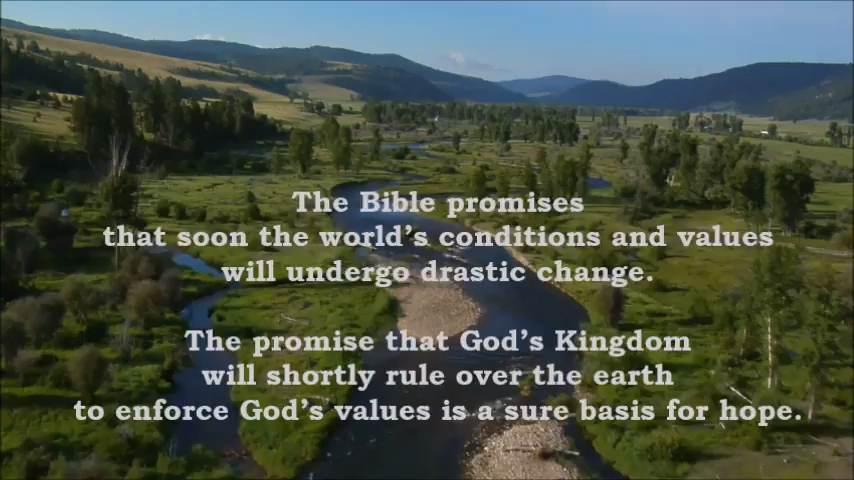 The Bible promises
that soon the world's conditions and values
will undergo drastic change.
The promise that God's Kingdom
will shortly rule over the earth
to enforce God's values is a sure basis for hope.